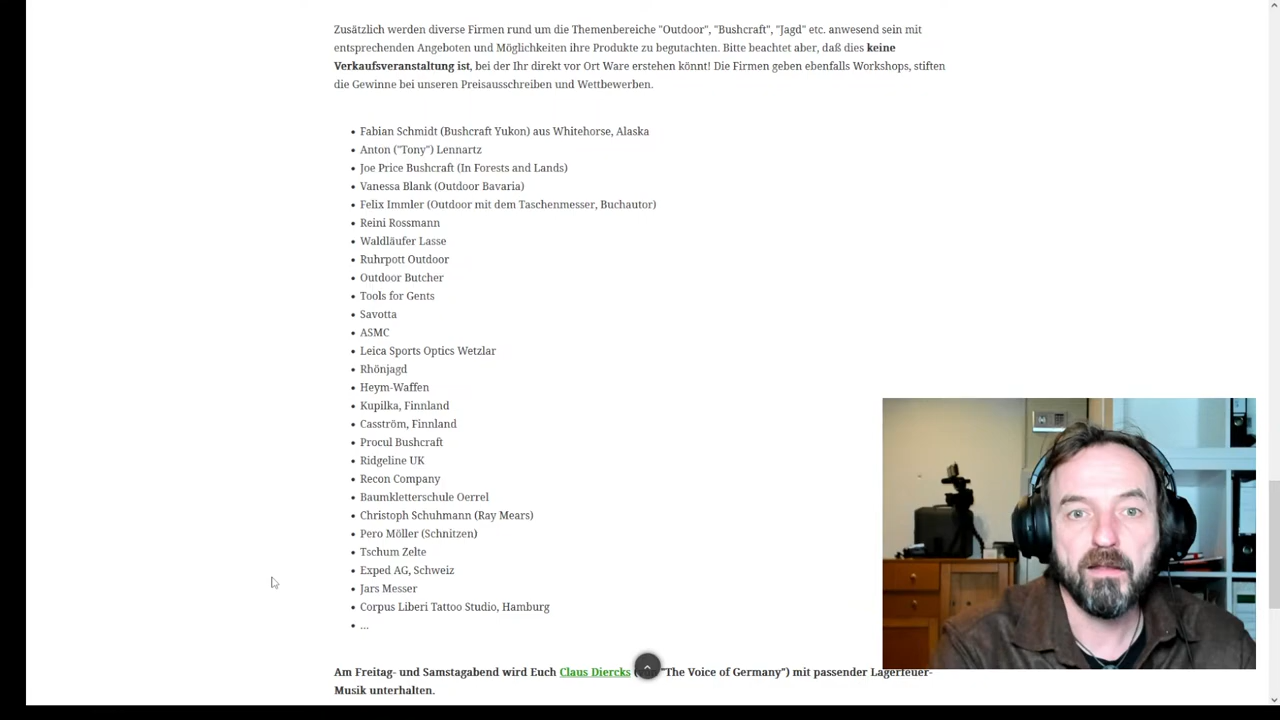 Zusätzlich werden diverse Firmen rund um die Themenbereiche "Outdoor", "Bushcraft", "Jagd" etc. anwesend sein mit
entsprechenden Angeboten und Möglichkeiten ihre Produkte zu begutachten. Bitte beachtet aber, daß dies keine
Verkaufsveranstaltung ist, bei der Ihr direkt vor Ort Ware erstehen könnt! Die Firmen geben ebenfalls Workshops, stiften
die Gewinne bei unseren Preisausschreiben und Wettbewerben.
• Fabian Schmidt (Bushcraft Yukon) aus Whitehorse, Alaska
• Anton ("Tony") Lennartz
• Joe Price Bushcraft (In Forests and Lands)
• Vanessa Blank (Outdoor Bavaria)
• Felix Immler (Outdoor mit dem Taschenmesser, Buchautor)
• Reini Rossmann
• Waldläufer Lasse
• Ruhrpott Outdoor
• Outdoor Butcher
• Tools for Gents
• Savotta
• ASMC
• Leica Sports Optics Wetzlar
• Rhönjagd
• Heym-Waffen
• Kupilka, Finnland
• Casström, Finnland
• Procul Bushcraft
• Ridgeline UK
• Recon Company
• Baumkletterschule Oerrel
• Christoph Schuhmann (Ray Mears)
• Pero Möller (Schnitzen)
• Tschum Zelte
• Exped AG, Schweiz
• Jars Messer
• Corpus Liberi Tattoo Studio, Hamburg
• ...
Am Freitag- und Samstagabend wird Euch Claus Diercks "The Voice of Germany") mit passender Lagerfeuer-
Musik unterhalten.